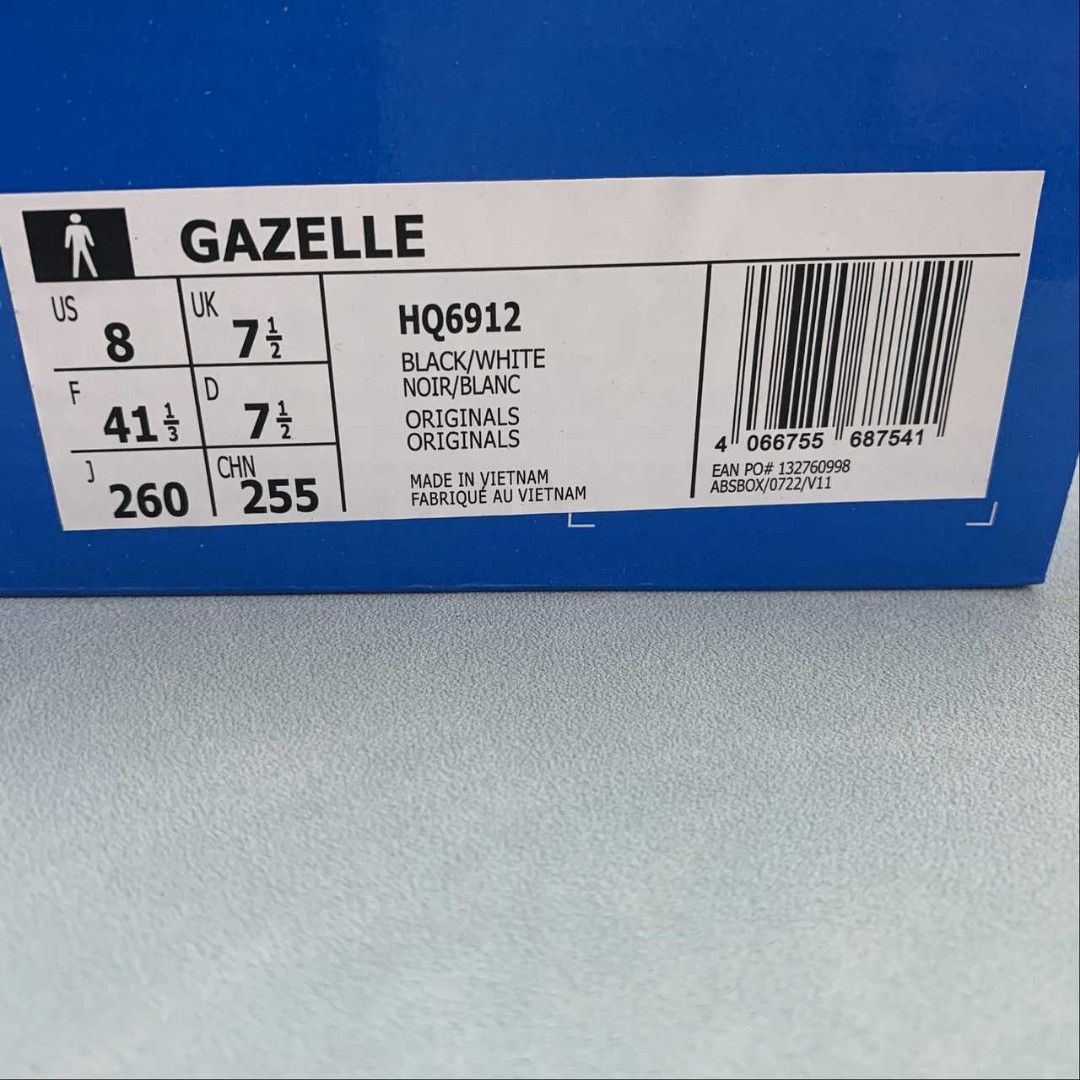 GAZELLE
US 8 UK 7 1/2
F 41 1/3 D 7 1/2
J 260 CHN 255
HQ6912
BLACK/WHITE
NOIR/BLANC
ORIGINALS
ORIGINALS
MADE IN VIETNAM
FABRIQUÉ AU VIETNAM
4 066755 687541
EAN PO# 132760998
ABSBOX/0722/V11